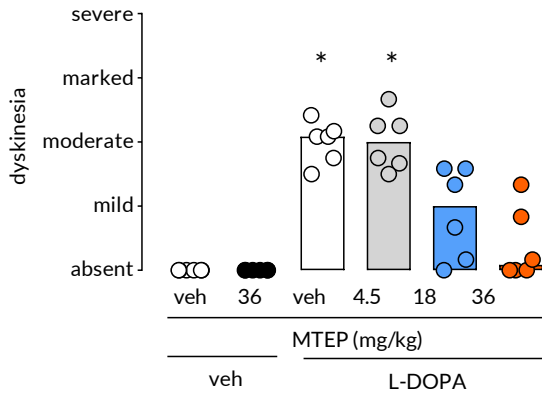 severe
marked
moderate
mild
absent
dyskinesia
* *
veh 36 veh 4.5 18 36
MTEP (mg/kg)
veh L-DOPA